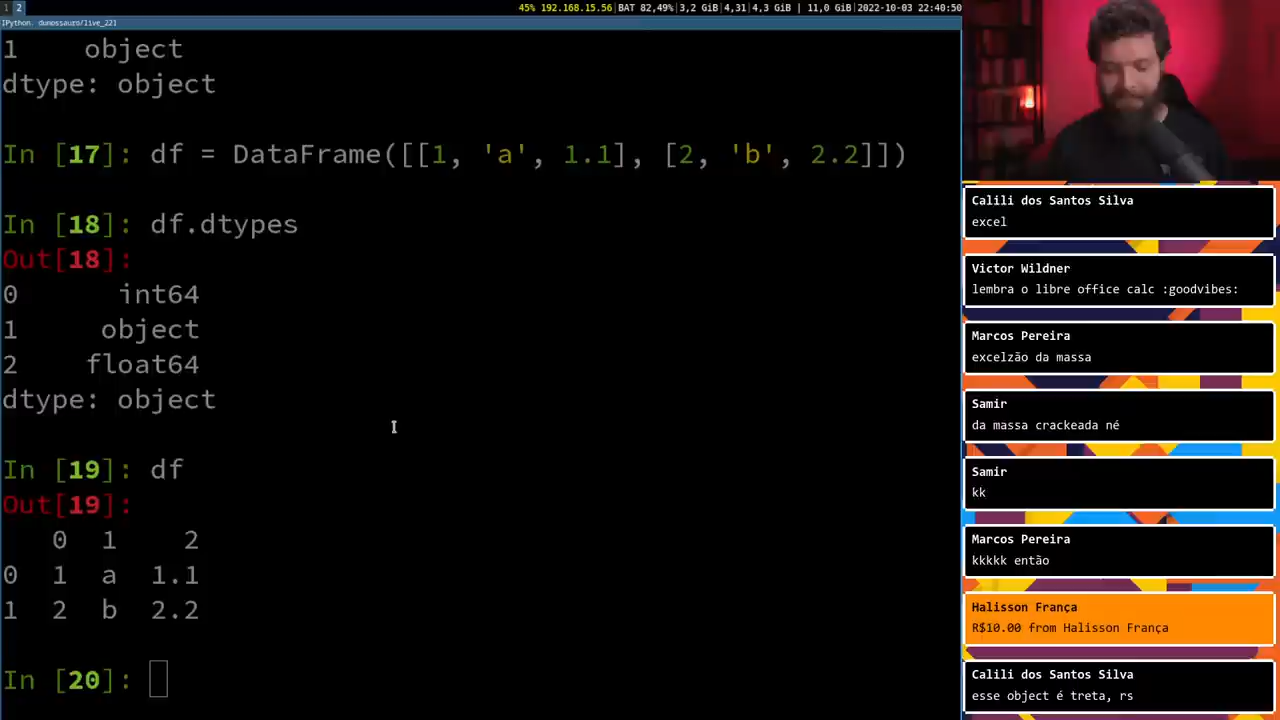 1 2
45% 192.168.15.56|BAT 82,49%|3,2 GiB|4,31|4,3 GiB | 11,0 GiB|2022-10-03 22:40:50
IPython. dunossauro/live_22]
1 object
dtype: object
In [17]: df = DataFrame([[1, 'a', 1.1], [2, 'b', 2.2]])
In [18]: df.dtypes
Out[18]:
0 int64
1 object
2 float64
dtype: object
In [19]: df
Out[19]:
0 1 2
0 1 a 1.1
1 2 b 2.2
In [20]:
Calili dos Santos Silva
excel
Victor Wildner
lembra o libre office calc :goodvibes:
Marcos Pereira
excelzão da massa
Samir
da massa crackeada né
Samir
kk
Marcos Pereira
kkkkk então
Halisson França
R$10.00 from Halisson França
Calili dos Santos Silva
esse object é treta, rs